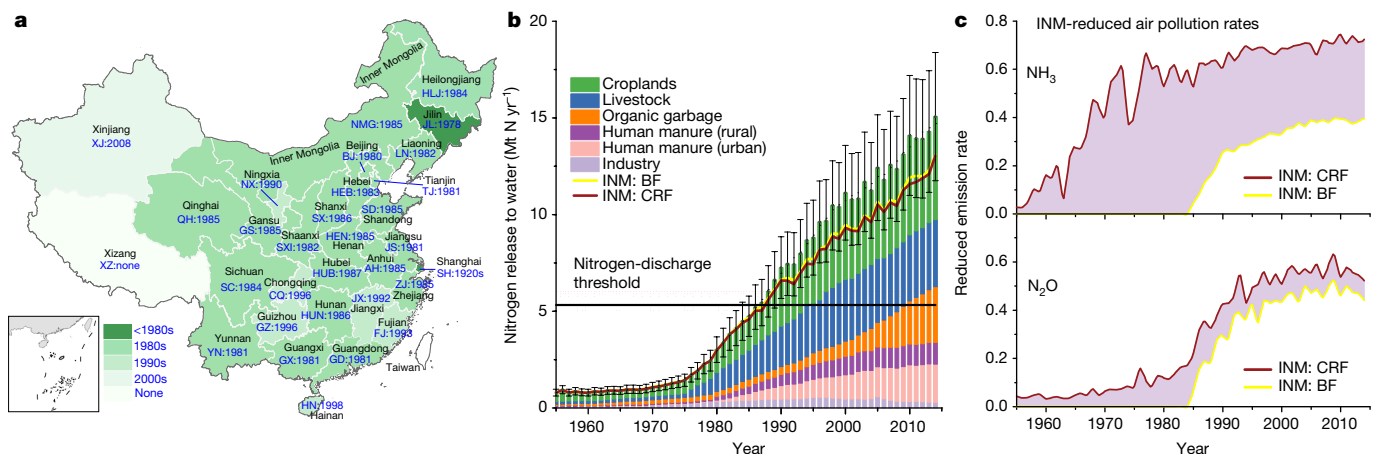 a
Inner Mongolia
Heilongjiang
HLJ:1984
Jilin
JL:1978
NMG:1985
Liaoning
LN:1982
Xinjiang
XJ:2008
Inner Mongolia
Beijing
BJ:1980
Tianjin
TJ:1981
Ningxia
NX:1990
Hebei
HEB:1983
Qinghai
QH:1985
Shanxi
SX:1986
SD:1985
Shandong
Gansu
GS:1985
Shaanxi
SXI:1982
HEN:1985
Henan
Jiangsu
JS:1981
Xizang
XZ:none
Hubei
HUB:1987
Anhui
AH:1985
Shanghai
SH:1920s
Sichuan
SC:1984
Chongqing
CQ:1996
ZJ:1985
Zhejiang
Hunan
HUN:1986
JX:1992
Jiangxi
Guizhou
GZ:1996
Fujian
FJ:1993
Yunnan
YN:1981
Guangxi
GX:1981
Guangdong
GD:1981
Taiwan
HN:1998
Hainan
<1980s
1980s
1990s
2000s
None
b
Nitrogen release to water (Mt N yr⁻¹)
20
15
10
5
0
Croplands
Livestock
Organic garbage
Human manure (rural)
Human manure (urban)
Industry
INM: BF
INM: CRF
Nitrogen-discharge
threshold
1960 1970 1980 1990 2000 2010
Year
c
INM-reduced air pollution rates
Reduced emission rate
0.8
0.6
0.4
0.2
0.0
NH₃
INM: CRF
INM: BF
0.6
0.4
0.2
0.0
N₂O
INM: CRF
INM: BF
1960 1970 1980 1990 2000 2010
Year